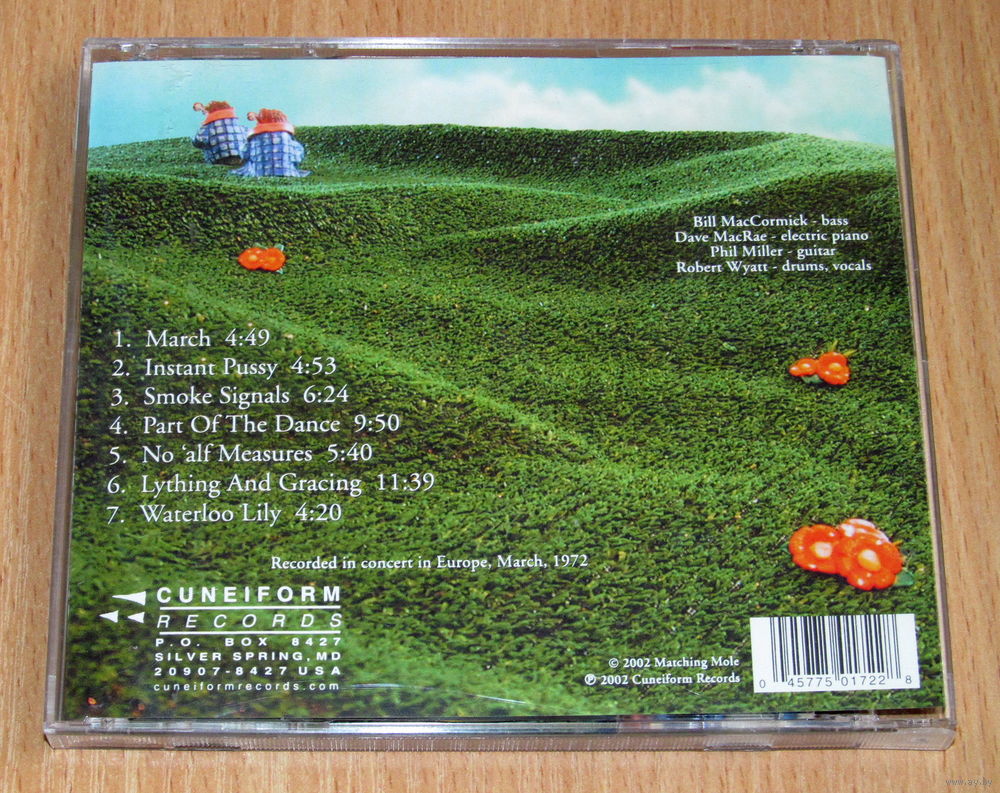 Bill MacCormick - bass
Dave MacRae - electric piano
Phil Miller - guitar
Robert Wyatt - drums, vocals
1. March 4:49
2. Instant Pussy 4:53
3. Smoke Signals 6:24
4. Part Of The Dance 9:50
5. No ‘alf Measures 5:40
6. Lything And Gracing 11:39
7. Waterloo Lily 4:20
Recorded in concert in Europe, March, 1972
CUNEIFORM
RECORDS
P.O. BOX 8427
SILVER SPRING, MD
20907-8427 USA
cuneiformrecords.com
© 2002 Matching Mole
℗ 2002 Cuneiform Records
0 45775 01722 8
www.ay.by